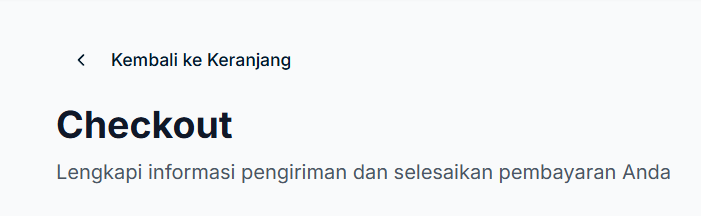 Kembali ke Keranjang
Checkout
Lengkapi informasi pengiriman dan selesaikan pembayaran Anda